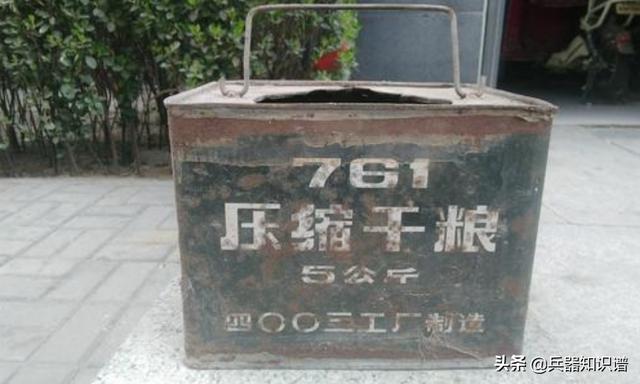 761
压缩干粮
5公斤
四〇〇三工厂制造
头条 @兵器知识谱